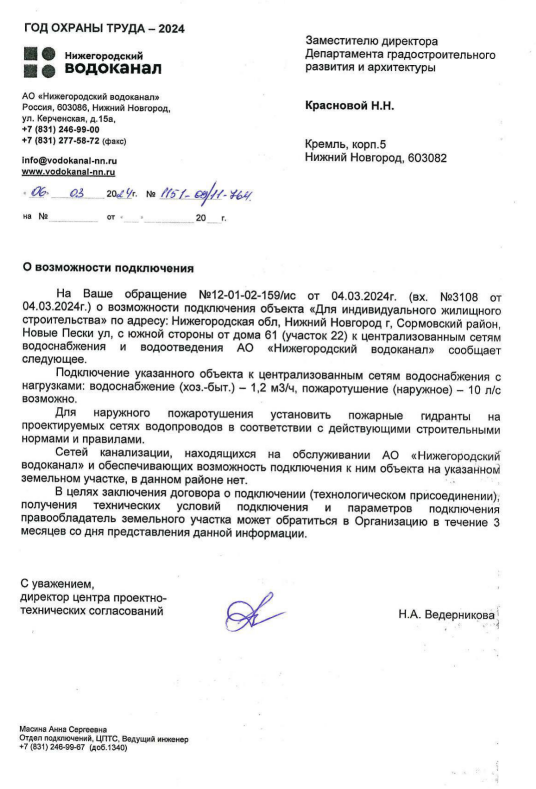 ГОД ОХРАНЫ ТРУДА – 2024
Нижегородский
ВОДОКАНАЛ
АО «Нижегородский водоканал»
Россия, 603086, Нижний Новгород,
ул. Керченская, д.15а,
+7 (831) 246-99-00
+7 (831) 277-58-72 (факс)
info@vodokanal-nn.ru
www.vodokanal-nn.ru
06. 03 2024г. № 1151-09/11-764
на № от - - 20 г.
Заместителю директора
Департамента градостроительного
развития и архитектуры
Красновой Н.Н.
Кремль, корп.5
Нижний Новгород, 603082
О возможности подключения
На Ваше обращение №12-01-02-159/ис от 04.03.2024г. (вх. №3108 от
04.03.2024г.) о возможности подключения объекта «Для индивидуального жилищного
строительства» по адресу: Нижегородская обл, Нижний Новгород г, Сормовский район,
Новые Пески ул, с южной стороны от дома 61 (участок 22) к централизованным сетям
водоснабжения и водоотведения АО «Нижегородский водоканал» сообщает
следующее.
Подключение указанного объекта к централизованным сетям водоснабжения с
нагрузками: водоснабжение (хоз.-быт.) – 1,2 м3/ч, пожаротушение (наружное) – 10 л/с
возможно.
Для наружного пожаротушения установить пожарные гидранты на
проектируемых сетях водопроводов в соответствии с действующими строительными
нормами и правилами.
Сетей канализации, находящихся на обслуживании АО «Нижегородский
водоканал» и обеспечивающих возможность подключения к ним объекта на указанном
земельном участке, в данном районе нет.
В целях заключения договора о подключении (технологическом присоединении),
получения технических условий подключения и параметров подключения
правообладатель земельного участка может обратиться в Организацию в течение 3
месяцев со дня представления данной информации.
С уважением,
директор центра проектно-
технических согласований
Н.А. Ведерникова
Масина Анна Сергеевна
Отдел подключений, ЦПТС, Ведущий инженер
+7 (831) 246-99-67 (доб.1340)